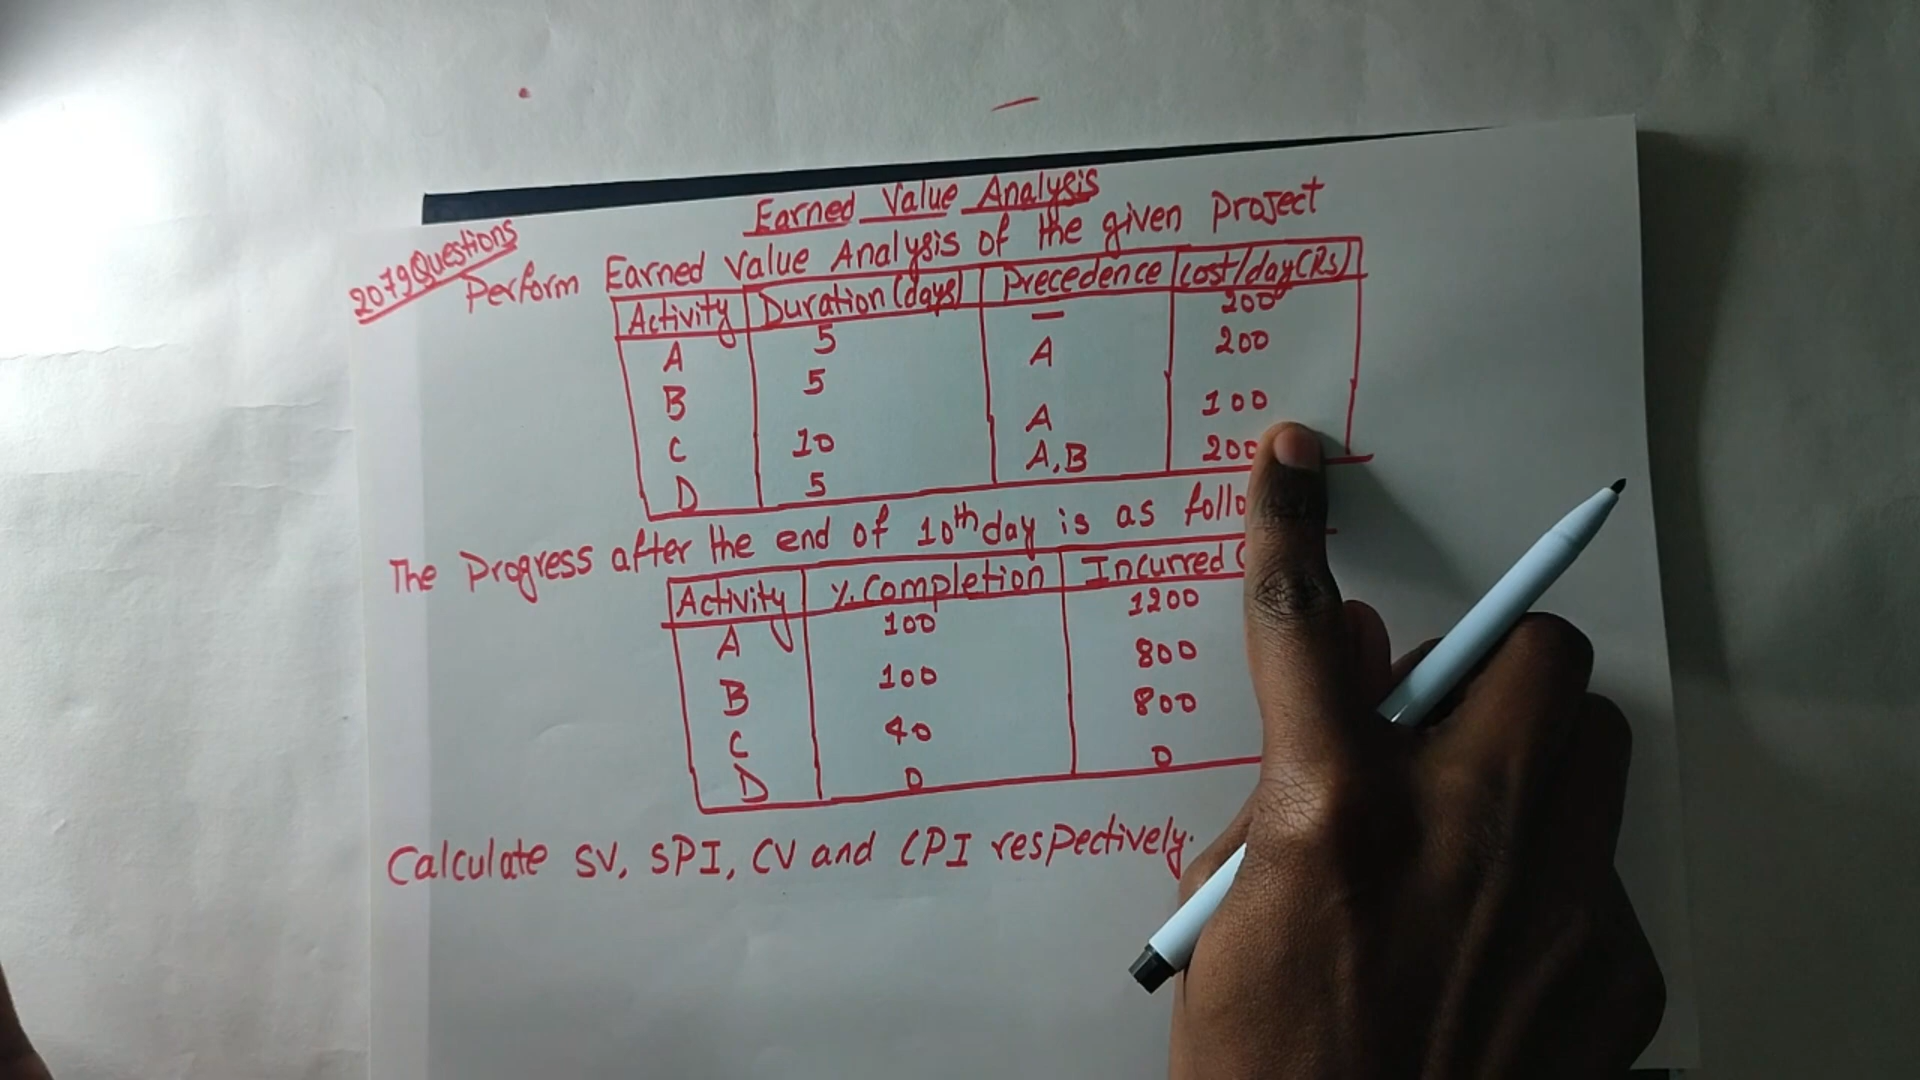 Earned Value Analysis
2079 Questions
Perform Earned Value Analysis of the given Project
Activity Duration (days) Precedence cost/day (Rs)
A 5 — 200
B 5 A 200
C 10 A 100
D 5 A, B 200
The Progress after the end of 10th day is as
Activity %. Completion Incurred
A 100 1200
B 100 800
C 40 800
D 0 0
Calculate SV, SPI, CV and CPI respectively.